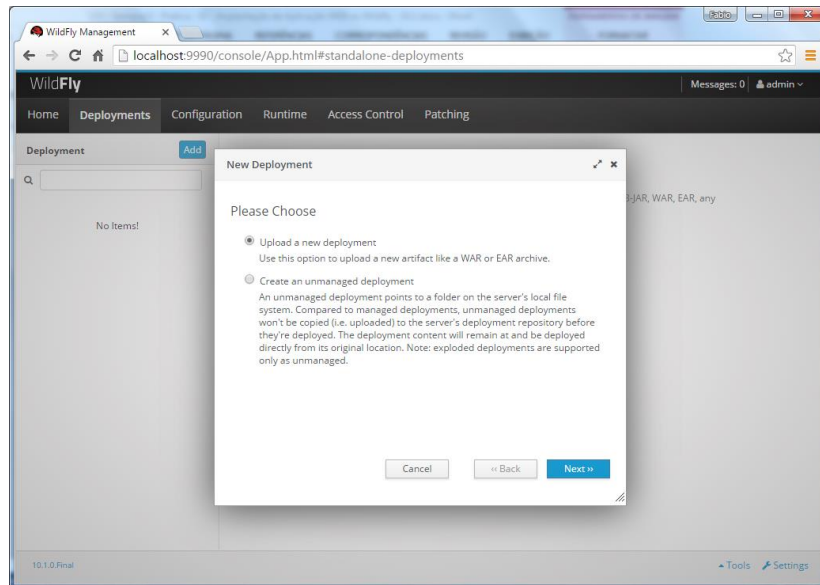 Fabio
WildFly Management
localhost:9990/console/App.html#standalone-deployments
WildFly
Messages: 0 admin
Home Deployments Configuration Runtime Access Control Patching
Deployment Add
New Deployment
-JAR, WAR, EAR, any
No Items!
Please Choose
Upload a new deployment
Use this option to upload a new artifact like a WAR or EAR archive.
Create an unmanaged deployment
An unmanaged deployment points to a folder on the server's local file
system. Compared to managed deployments, unmanaged deployments
won't be copied (i.e. uploaded) to the server's deployment repository before
they're deployed. The deployment content will remain at and be deployed
directly from its original location. Note: exploded deployments are supported
only as unmanaged.
Cancel ‹‹ Back Next ››
10.1.0.Final
Tools Settings